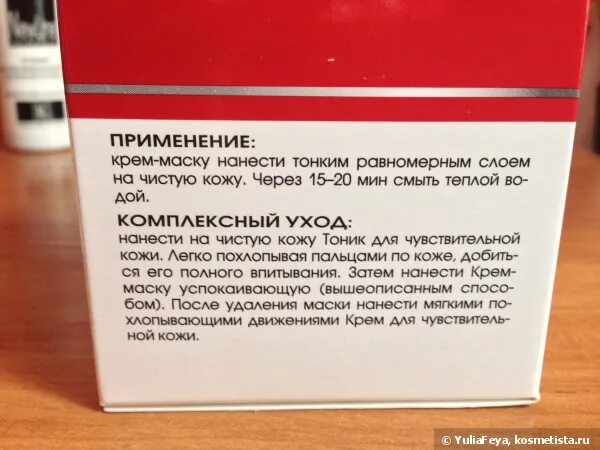 ПРИМЕНЕНИЕ:
крем-маску нанести тонким равномерным слоем
на чистую кожу. Через 15–20 мин смыть теплой во-
дой.
КОМПЛЕКСНЫЙ УХОД:
нанести на чистую кожу Тоник для чувствительной
кожи. Легко похлопывая пальцами по коже, добить-
ся его полного впитывания. Затем нанести Крем-
маску успокаивающую (вышеописанным спосо-
бом). После удаления маски нанести мягкими по-
хлопывающими движениями Крем для чувствитель-
ной кожи.
© YuliaFeya, kosmetista.ru